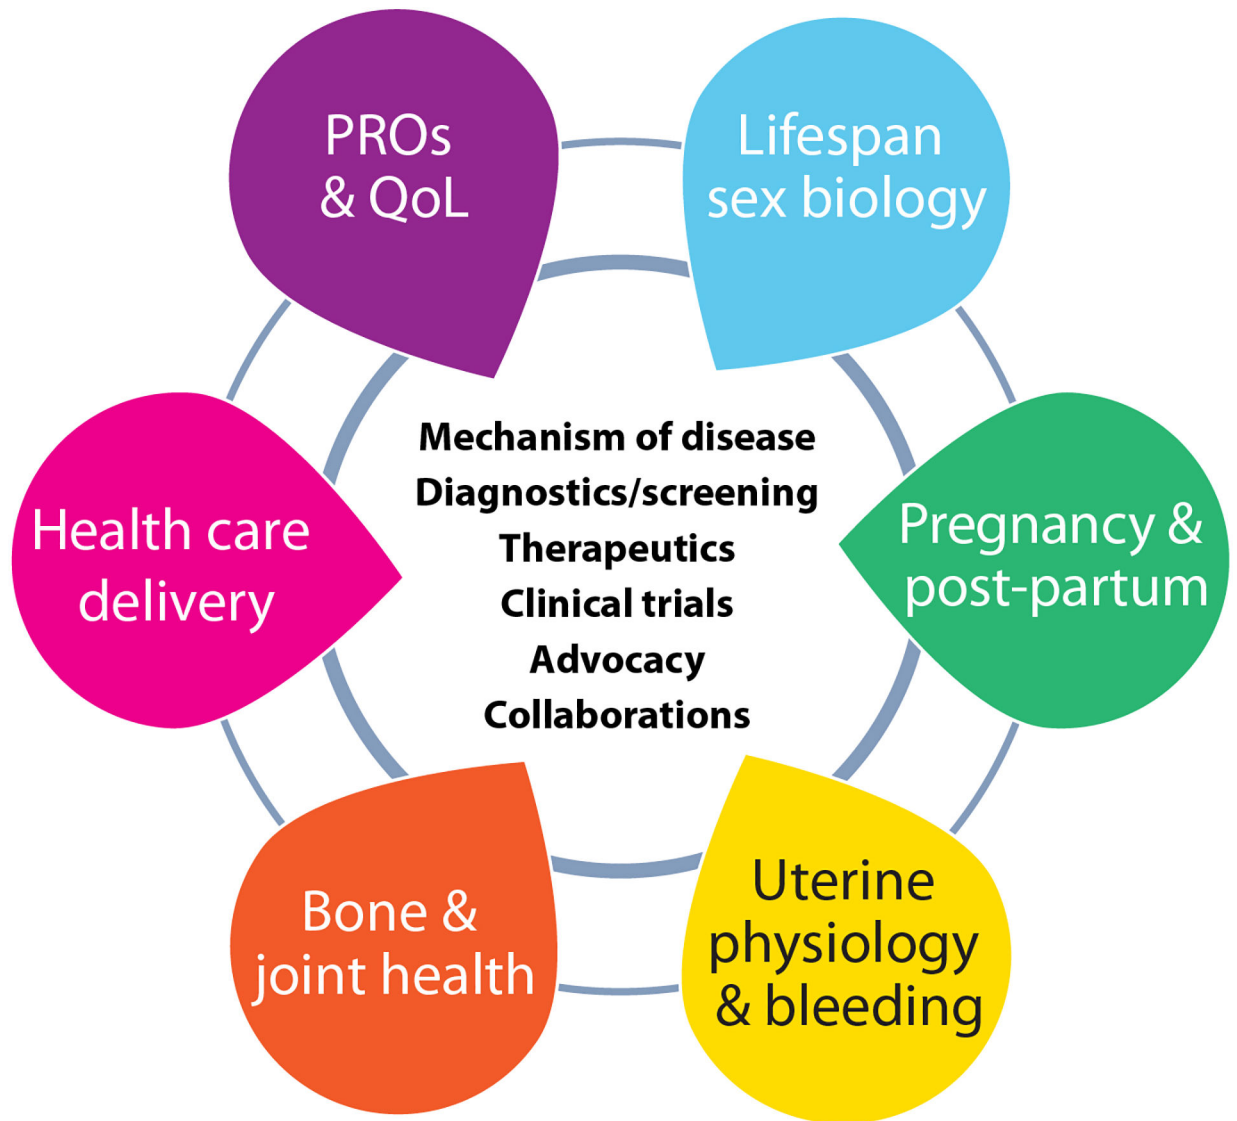 PROs
& QoL
Lifespan
sex biology
Pregnancy &
post-partum
Uterine
physiology
& bleeding
Bone &
joint health
Health care
delivery
Mechanism of disease
Diagnostics/screening
Therapeutics
Clinical trials
Advocacy
Collaborations